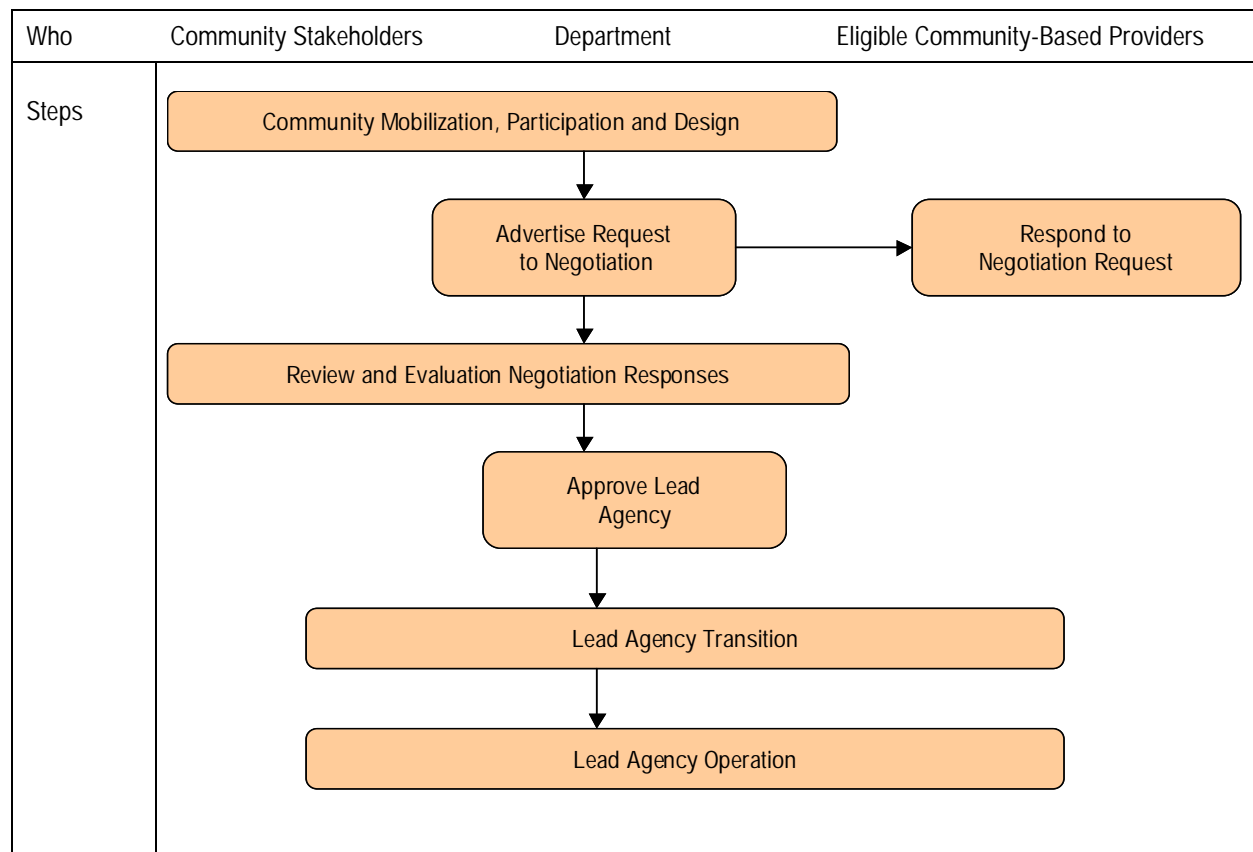 Who Community Stakeholders Department Eligible Community-Based Providers
Steps
Community Mobilization, Participation and Design
Advertise Request
to Negotiation
Respond to
Negotiation Request
Review and Evaluation Negotiation Responses
Approve Lead
Agency
Lead Agency Transition
Lead Agency Operation